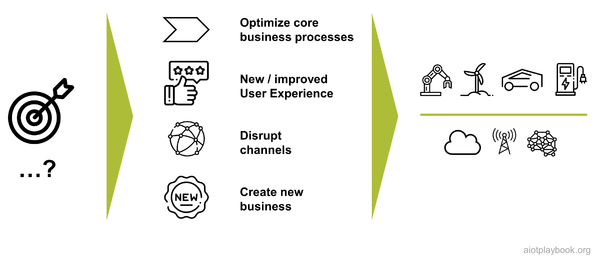 Optimize core
business processes
New / improved
User Experience
Disrupt
channels
NEW
Create new
business
...?
aiotplaybook.org